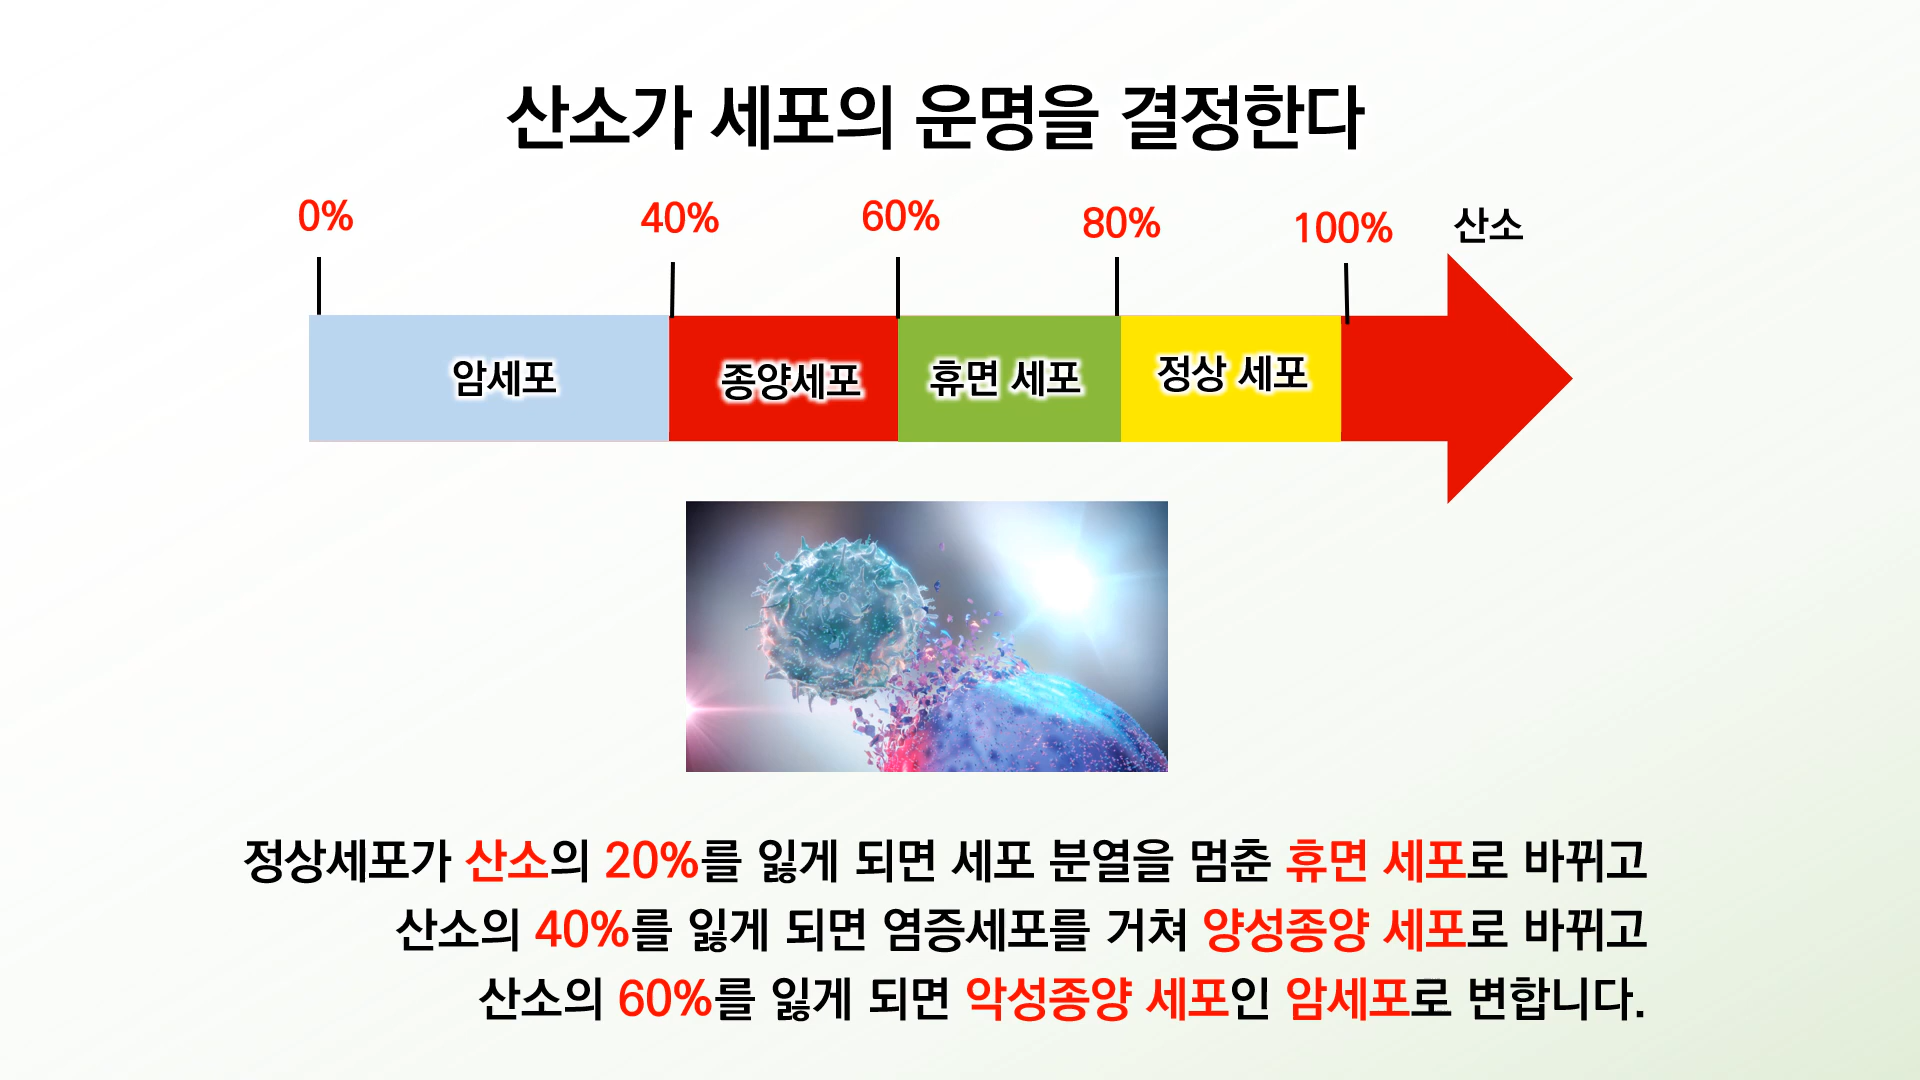 산소가 세포의 운명을 결정한다
0% 40% 60% 80% 100% 산소
암세포 종양세포 휴면 세포 정상 세포
정상세포가 산소의 20%를 잃게 되면 세포 분열을 멈춘 휴면 세포로 바뀌고
산소의 40%를 잃게 되면 염증세포를 거쳐 양성종양 세포로 바뀌고
산소의 60%를 잃게 되면 악성종양 세포인 암세포로 변합니다.